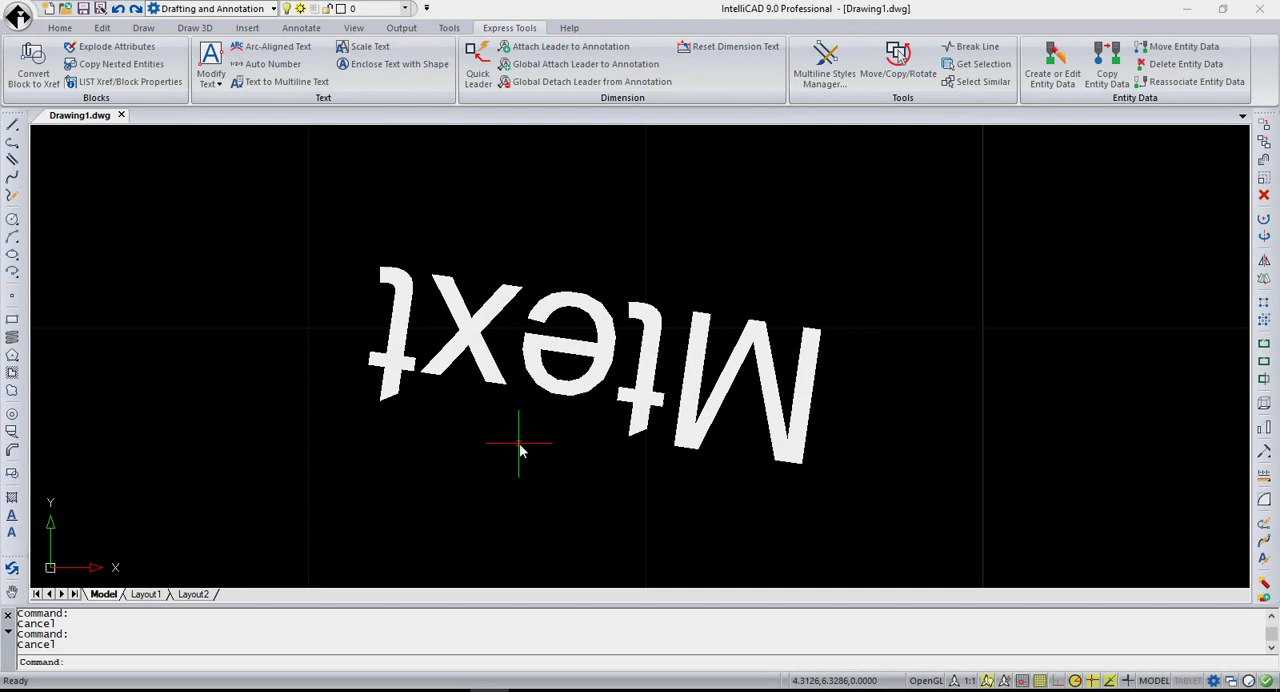 Drafting and Annotation
0
IntelliCAD 9.0 Professional - [Drawing1.dwg]
Home Edit Draw Draw 3D Insert Annotate View Output Tools Express Tools Help
Convert Block to Xref
Explode Attributes
Copy Nested Entities
LIST Xref/Block Properties
Blocks
Modify Text
Arc-Aligned Text
Auto Number
Text to Multiline Text
Scale Text
Enclose Text with Shape
Text
Quick Leader
Attach Leader to Annotation
Global Attach Leader to Annotation
Global Detach Leader from Annotation
Reset Dimension Text
Dimension
Multiline Styles Manager...
Move/Copy/Rotate
Break Line
Get Selection
Select Similar
Tools
Create or Edit Entity Data
Copy Entity Data
Move Entity Data
Delete Entity Data
Reassociate Entity Data
Entity Data
Drawing1.dwg
Mtext
Y
X
Model Layout1 Layout2
Command:
Cancel
Command:
Cancel
Command:
Ready
4.3126,6.3286,0.0000 OpenGL 1:1 MODEL TABLET